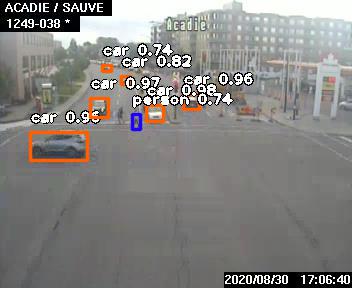 ACADIE / SAUVE
1249-038 *
Acadie
car 0.74
car 0.82
car 0.97
car 0.96
car 0.98
person 0.74
car 0.96
2020/08/30 17:06:40